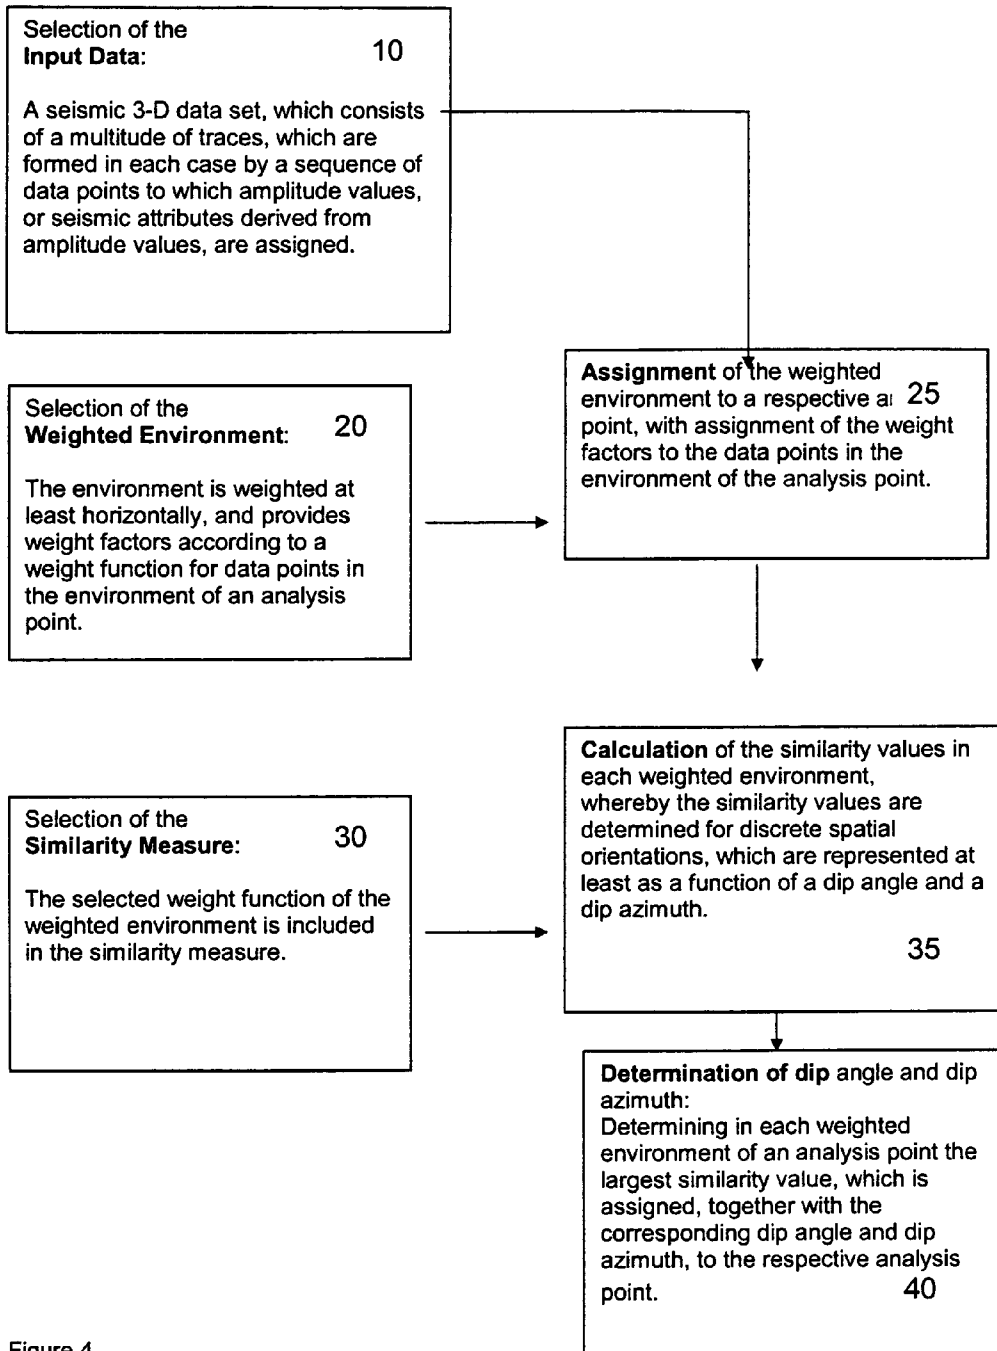 Selection of the
Input Data:
10
A seismic 3-D data set, which consists
of a multitude of traces, which are
formed in each case by a sequence of
data points to which amplitude values,
or seismic attributes derived from
amplitude values, are assigned.
Selection of the
Weighted Environment:
20
The environment is weighted at
least horizontally, and provides
weight factors according to a
weight function for data points in
the environment of an analysis
point.
Assignment of the weighted
environment to a respective
25
point, with assignment of the weight
factors to the data points in the
environment of the analysis point.
Selection of the
Similarity Measure:
30
The selected weight function of the
weighted environment is included
in the similarity measure.
Calculation of the similarity values in
each weighted environment,
whereby the similarity values are
determined for discrete spatial
orientations, which are represented at
least as a function of a dip angle and a
dip azimuth.
35
Determination of dip angle and dip
azimuth:
Determining in each weighted
environment of an analysis point the
largest similarity value, which is
assigned, together with the
corresponding dip angle and dip
azimuth, to the respective analysis
point.
40
Figure 4